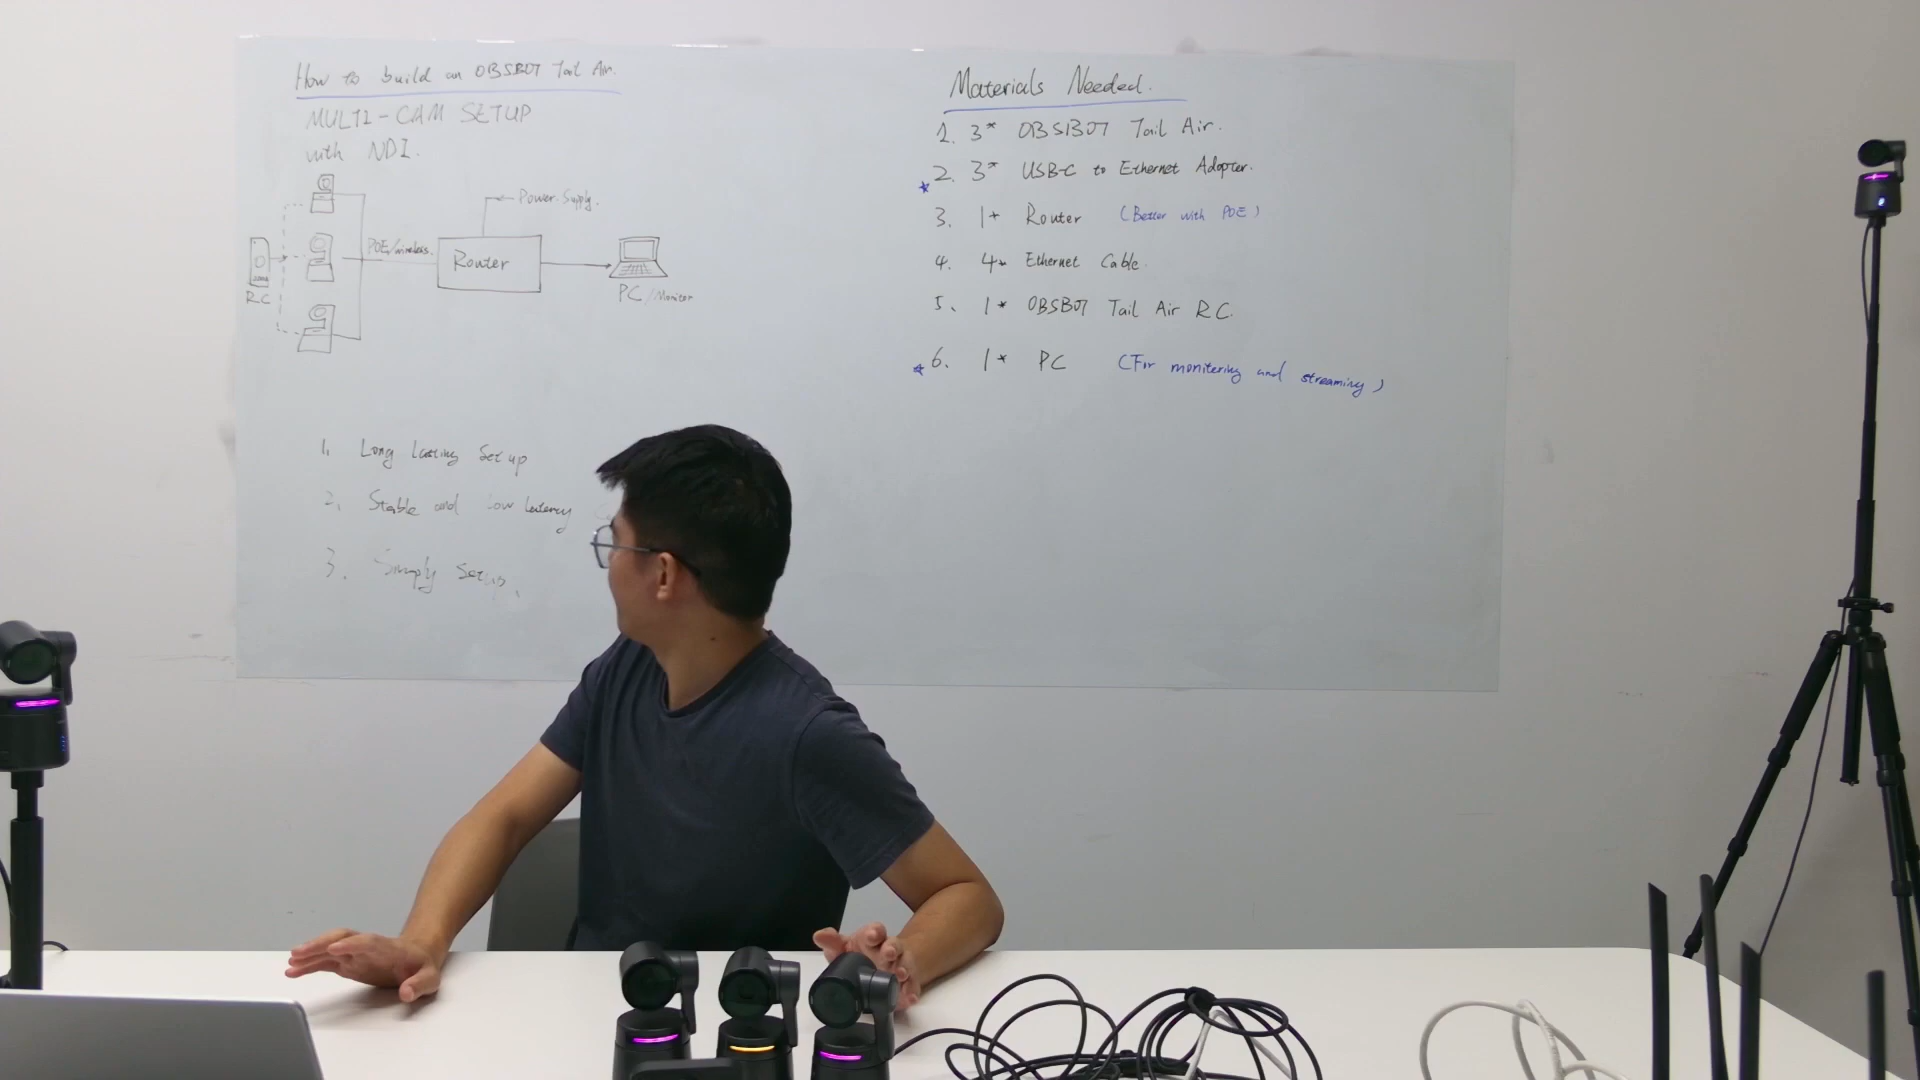 How to build an OBSBOT Tail Air.
MULTI-CAM SETUP
with NDI.
Power Supply.
POE/wireless.
Router
RC
PC/Monitor
1. Long Lasting Set up
2. Stable and Low latency
3. Simply Setup.
Materials Needed.
1. 3* OBSBOT Tail Air.
* 2. 3* USB-C to Ethernet Adapter.
3. 1* Router (Better with POE)
4. 4* Ethernet Cable.
5. 1* OBSBOT Tail Air RC.
* 6. 1* PC (For monitering and streaming)